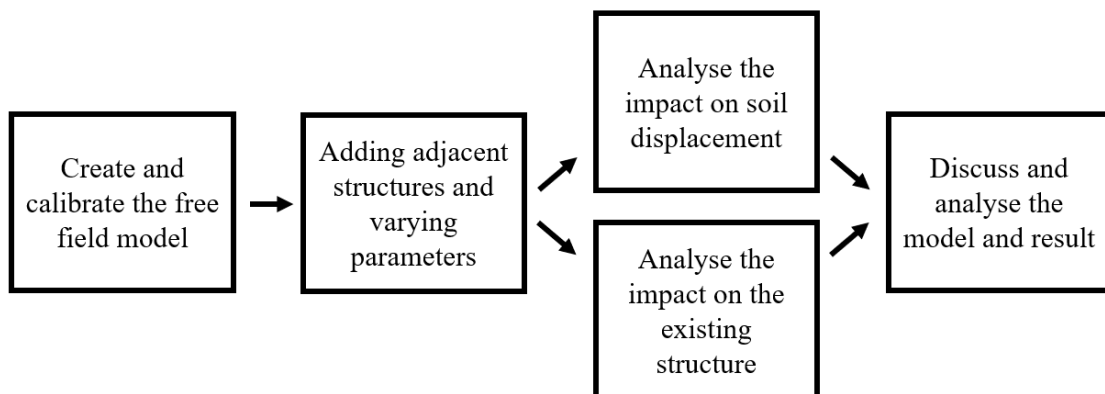 Create and
calibrate the free
field model
Adding adjacent
structures and
varying
parameters
Analyse the
impact on soil
displacement
Analyse the
impact on the
existing
structure
Discuss and
analyse the
model and result